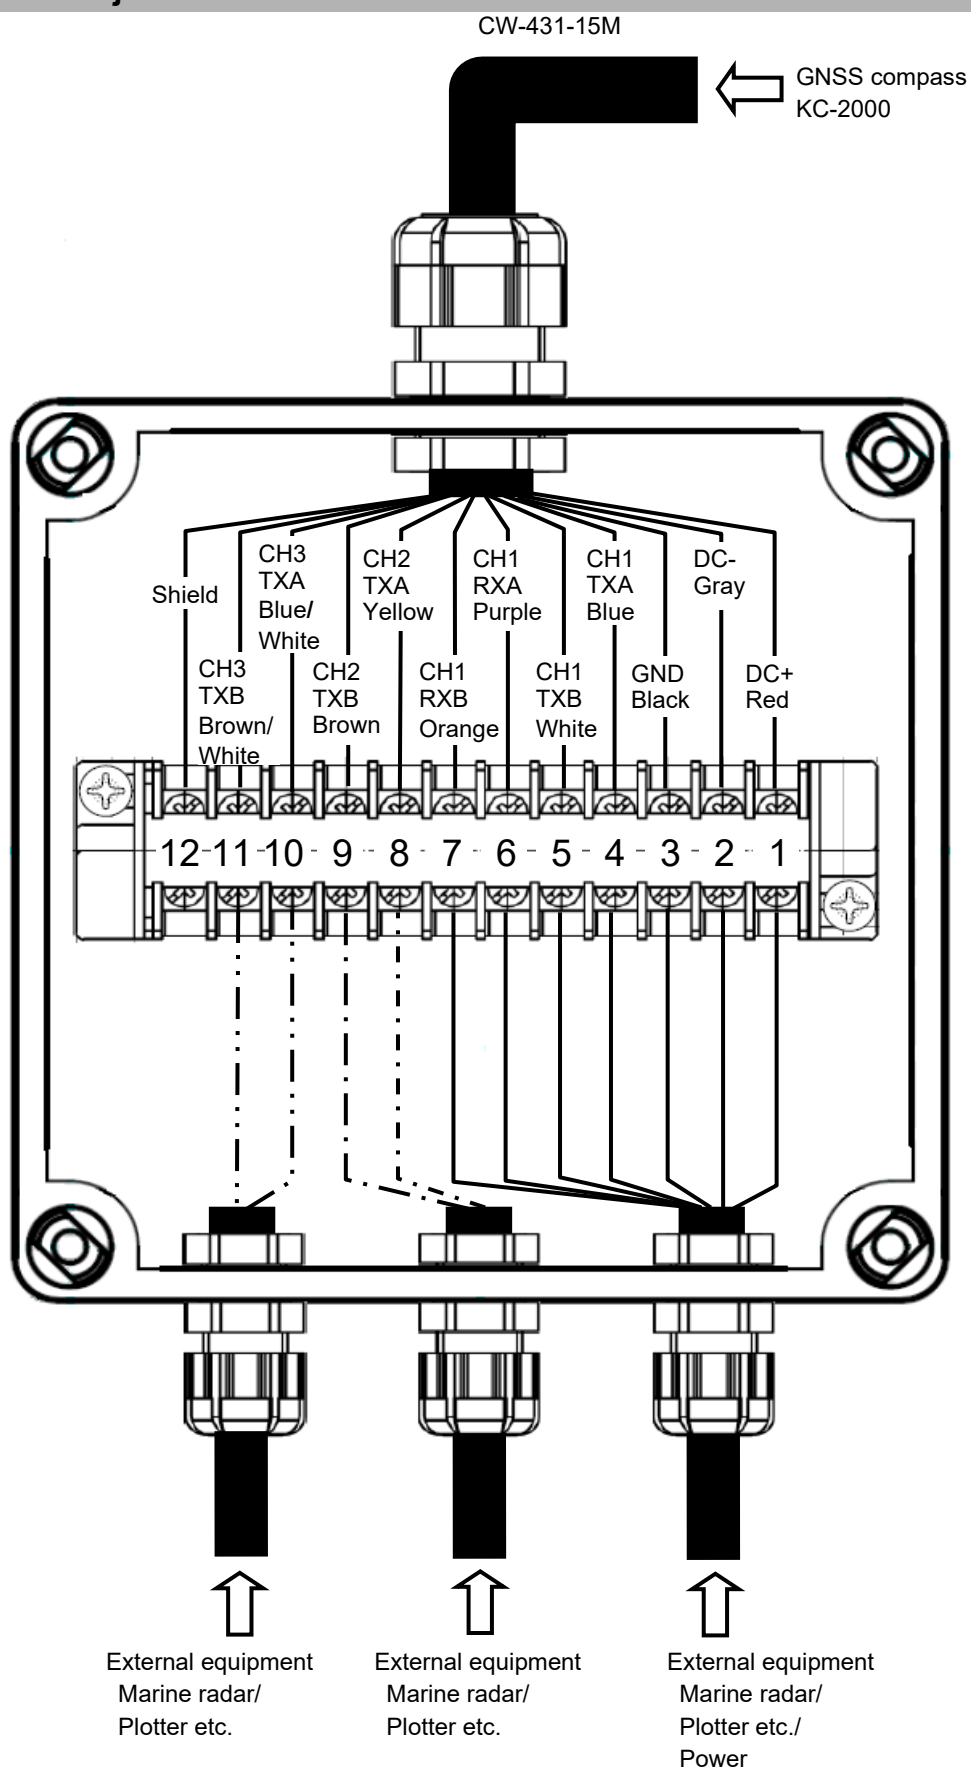 CW-431-15M
GNSS compass
KC-2000
Shield
CH3
TXB
Brown/
White
CH3
TXA
Blue/
White
CH2
TXB
Brown
CH2
TXA
Yellow
CH1
RXB
Orange
CH1
RXA
Purple
CH1
TXB
White
CH1
TXA
Blue
GND
Black
DC-
Gray
DC+
Red
12 11 10 9 8 7 6 5 4 3 2 1
External equipment
Marine radar/
Plotter etc.
External equipment
Marine radar/
Plotter etc.
External equipment
Marine radar/
Plotter etc./
Power